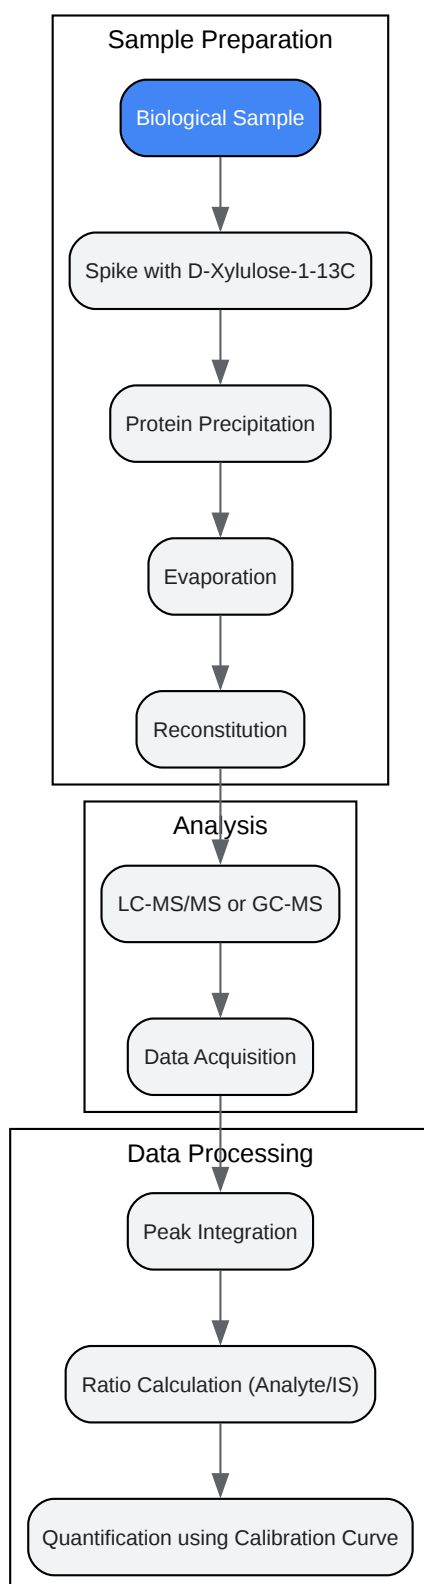 Sample Preparation
Biological Sample
Spike with D-Xylulose-1-13C
Protein Precipitation
Evaporation
Reconstitution
Analysis
LC-MS/MS or GC-MS
Data Acquisition
Data Processing
Peak Integration
Ratio Calculation (Analyte/IS)
Quantification using Calibration Curve